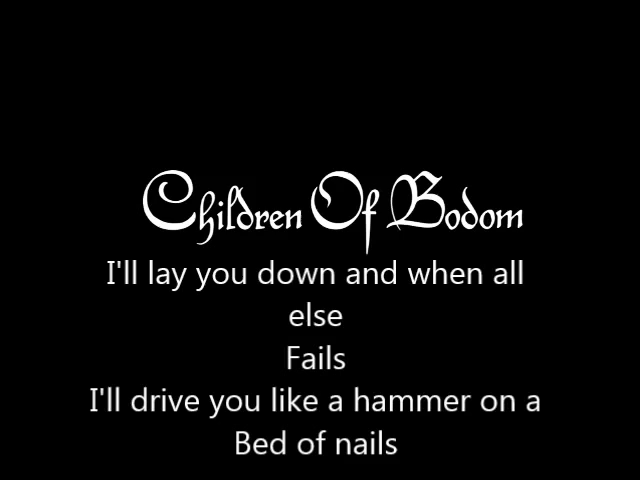 Children Of Bodom
I'll lay you down and when all
else
Fails
I'll drive you like a hammer on a
Bed of nails